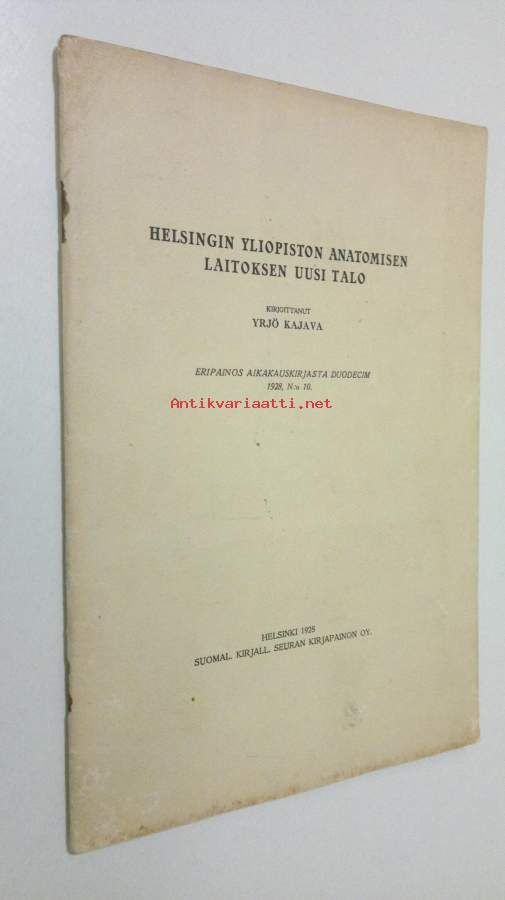 HELSINGIN YLIOPISTON ANATOMISEN
LAITOKSEN UUSI TALO
KIRJOITTANUT
YRJÖ KAJAVA
ERIPAINOS AIKAKAUSKIRJASTA DUODECIM
1928, N:o 10.
Antikvariaatti.net
HELSINKI 1928
SUOMAL. KIRJALL. SEURAN KIRJAPAINON OY.